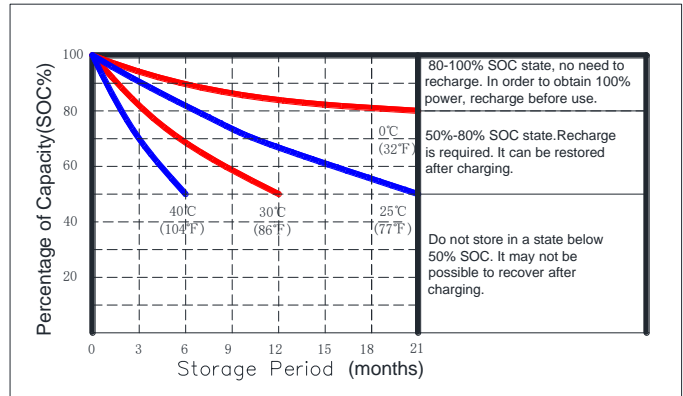 Percentage of Capacity(SOC%)
100
80
60
40
20
0 3 6 9 12 15 18 21
Storage Period (months)
0℃
(32℉)
40℃
(104℉)
30℃
(86℉)
25℃
(77℉)
80-100% SOC state, no need to
recharge. In order to obtain 100%
power, recharge before use.
50%-80% SOC state.Recharge
is required. It can be restored
after charging.
Do not store in a state below
50% SOC. It may not be
possible to recover after
charging.